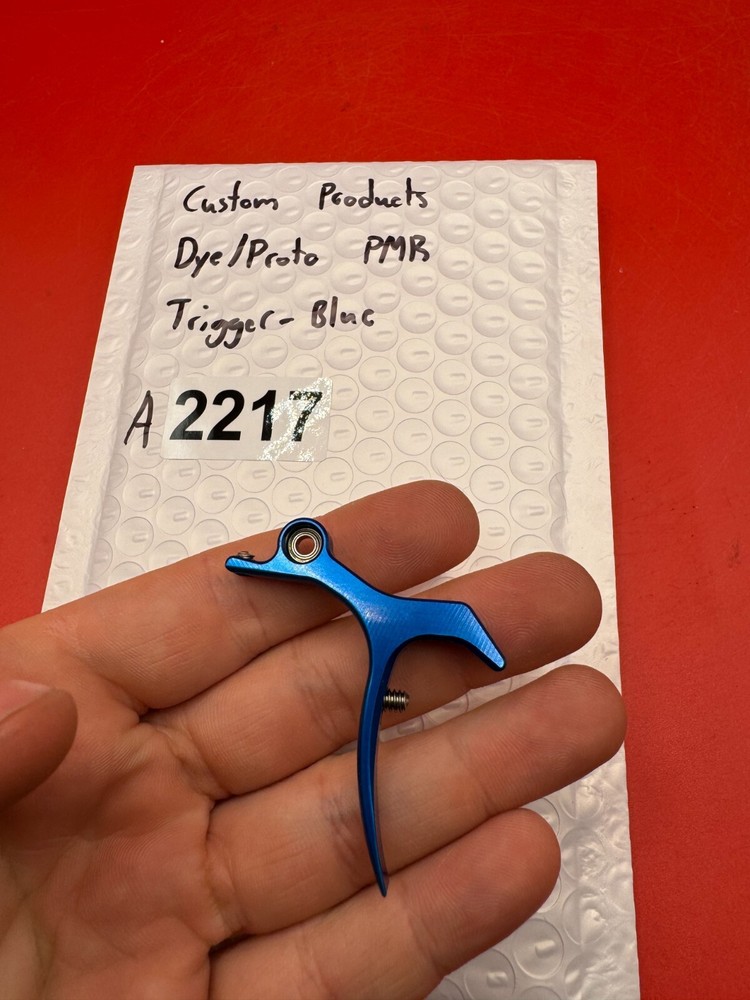 Custom Products
Dye/Proto PMR
Trigger- Blue
A 2217